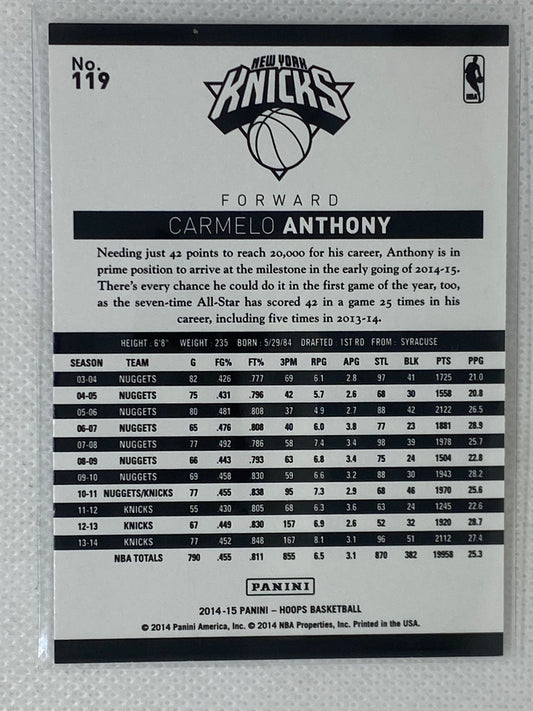 No.
119
NEW YORK
KNICKS
NBA
FORWARD
CARMELO ANTHONY
Needing just 42 points to reach 20,000 for his career, Anthony is in
prime position to arrive at the milestone in the early going of 2014-15.
There's every chance he could do it in the first game of the year, too,
as the seven-time All-Star has scored 42 in a game 25 times in his
career, including five times in 2013-14.
HEIGHT: 6'8" WEIGHT: 235 BORN: 5/29/84 DRAFTED: 1ST RD FROM: SYRACUSE
SEASON TEAM G FG% FT% 3PM RPG APG STL BLK PTS PPG
03-04 NUGGETS 82 .426 .777 69 6.1 2.8 97 41 1725 21.0
04-05 NUGGETS 75 .431 .796 42 5.7 2.6 68 30 1558 20.8
05-06 NUGGETS 80 .481 .808 37 4.9 2.7 88 42 2122 26.5
06-07 NUGGETS 65 .476 .808 40 6.0 3.8 77 23 1881 28.9
07-08 NUGGETS 77 .492 .786 58 7.4 3.4 98 39 1978 25.7
08-09 NUGGETS 66 .443 .793 63 6.8 3.4 75 24 1504 22.8
09-10 NUGGETS 69 .458 .830 59 6.6 3.2 88 30 1943 28.2
10-11 NUGGETS/KNICKS 77 .455 .838 95 7.3 2.9 68 46 1970 25.6
11-12 KNICKS 55 .430 .805 68 6.3 3.6 63 24 1245 22.6
12-13 KNICKS 67 .449 .830 157 6.9 2.6 52 32 1920 28.7
13-14 KNICKS 77 .452 .848 167 8.1 3.1 96 51 2112 27.4
NBA TOTALS 790 .455 .811 855 6.5 3.1 870 382 19958 25.3
PANINI
2014-15 PANINI - HOOPS BASKETBALL
© 2014 Panini America, Inc. © 2014 NBA Properties, Inc. Printed in the USA.